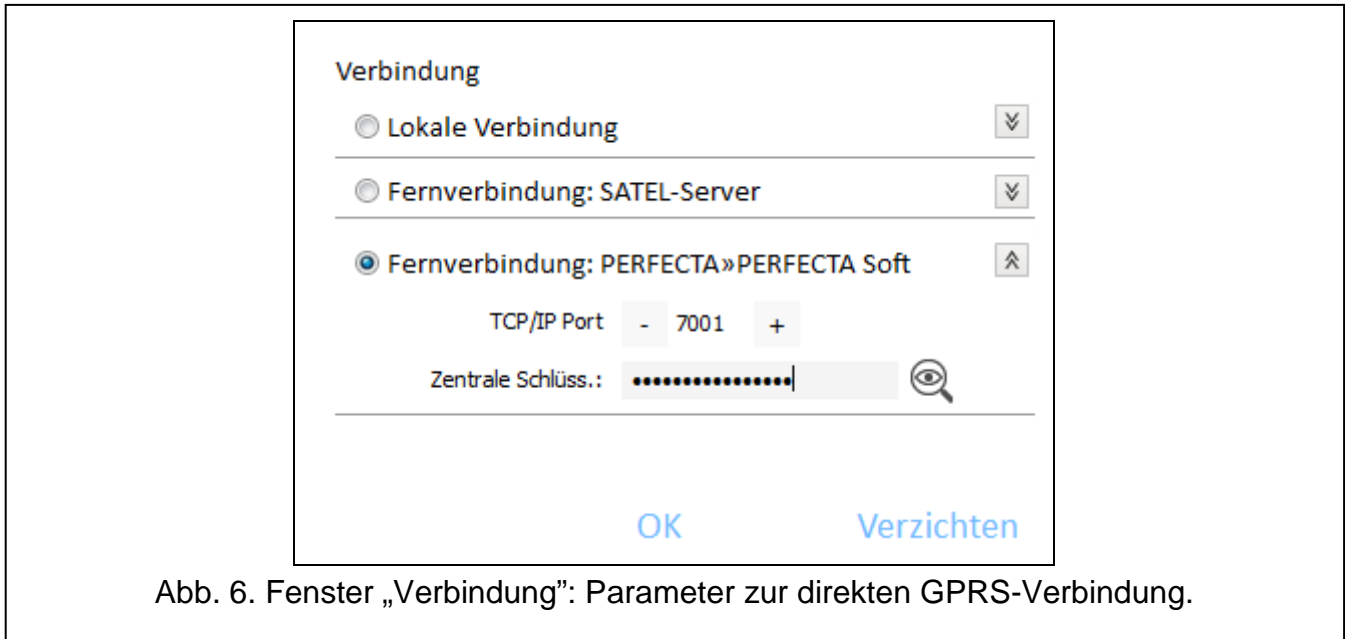 Verbindung
Lokale Verbindung
Fernverbindung: SATEL-Server
Fernverbindung: PERFECTA»PERFECTA Soft
TCP/IP Port - 7001 +
Zentrale Schlüss.: ••••••••••••••••
OK Verzichten
Abb. 6. Fenster „Verbindung”: Parameter zur direkten GPRS-Verbindung.